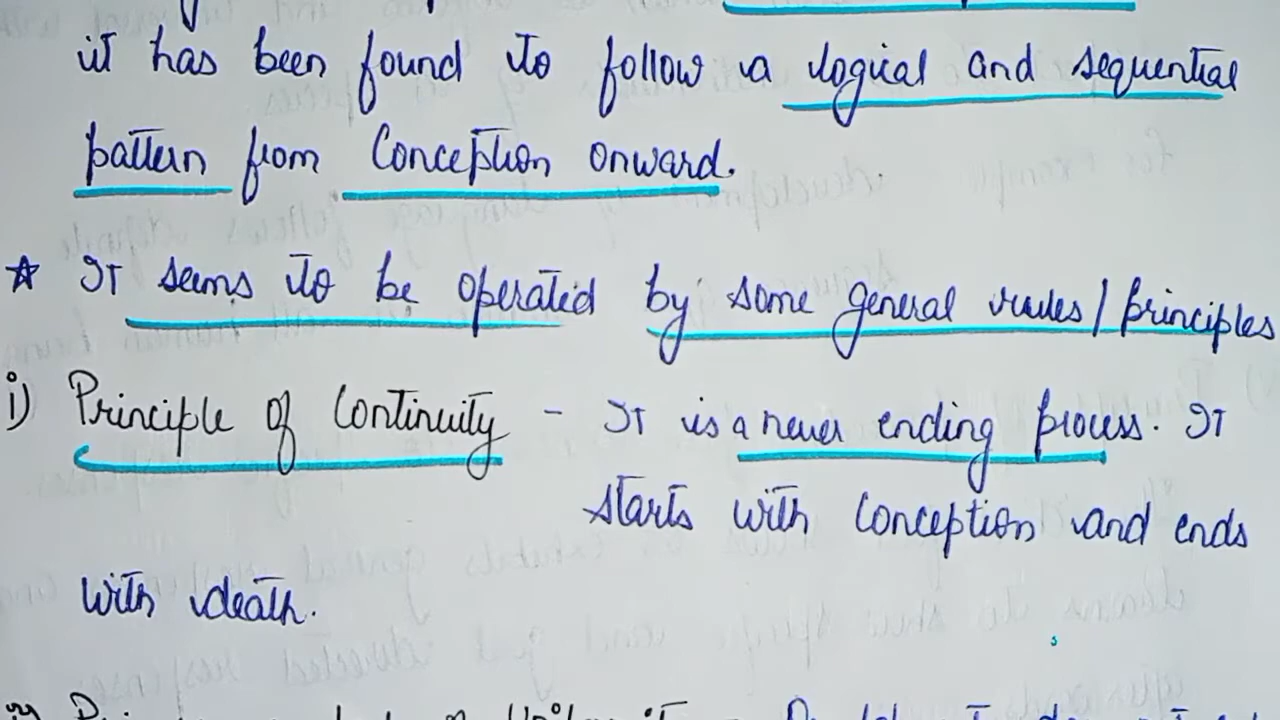 it has been found to follow a logical and sequential
pattern from Conception onward.
☆ It seems to be operated by some general rules/principles
i) Principle of Continuity - It is a never ending process. It
starts with conception and ends
with death.